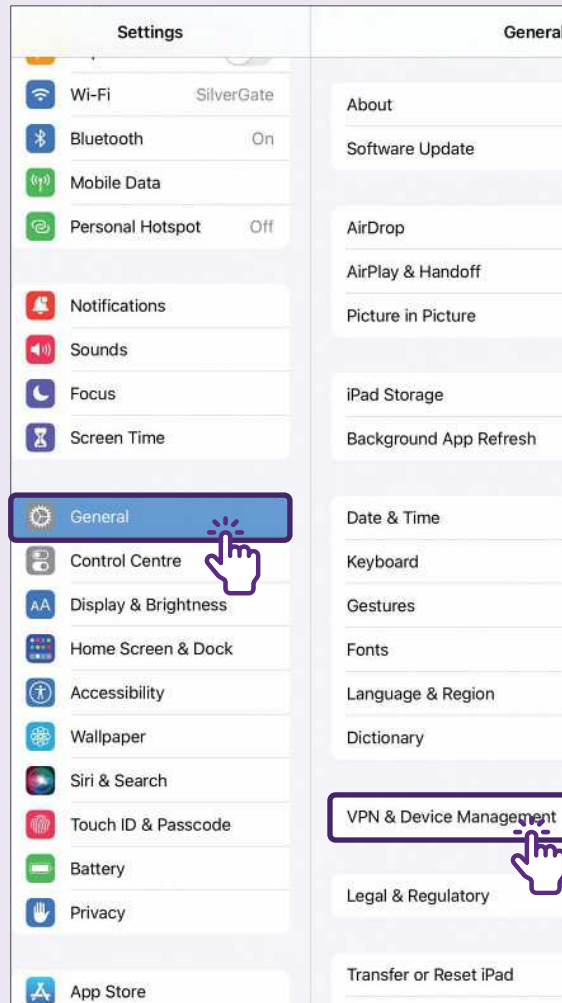 Settings
Wi-Fi SilverGate
Bluetooth On
Mobile Data
Personal Hotspot Off
Notifications
Sounds
Focus
Screen Time
General
Control Centre
AA Display & Brightness
Home Screen & Dock
Accessibility
Wallpaper
Siri & Search
Touch ID & Passcode
Battery
Privacy
App Store
General
About
Software Update
AirDrop
AirPlay & Handoff
Picture in Picture
iPad Storage
Background App Refresh
Date & Time
Keyboard
Gestures
Fonts
Language & Region
Dictionary
VPN & Device Management
Legal & Regulatory
Transfer or Reset iPad